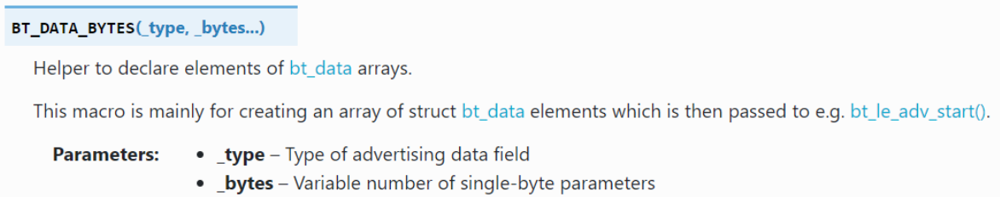 BT_DATA_BYTES(_type, _bytes...)
Helper to declare elements of bt_data arrays.
This macro is mainly for creating an array of struct bt_data elements which is then passed to e.g. bt_le_adv_start().
Parameters: • _type – Type of advertising data field
• _bytes – Variable number of single-byte parameters